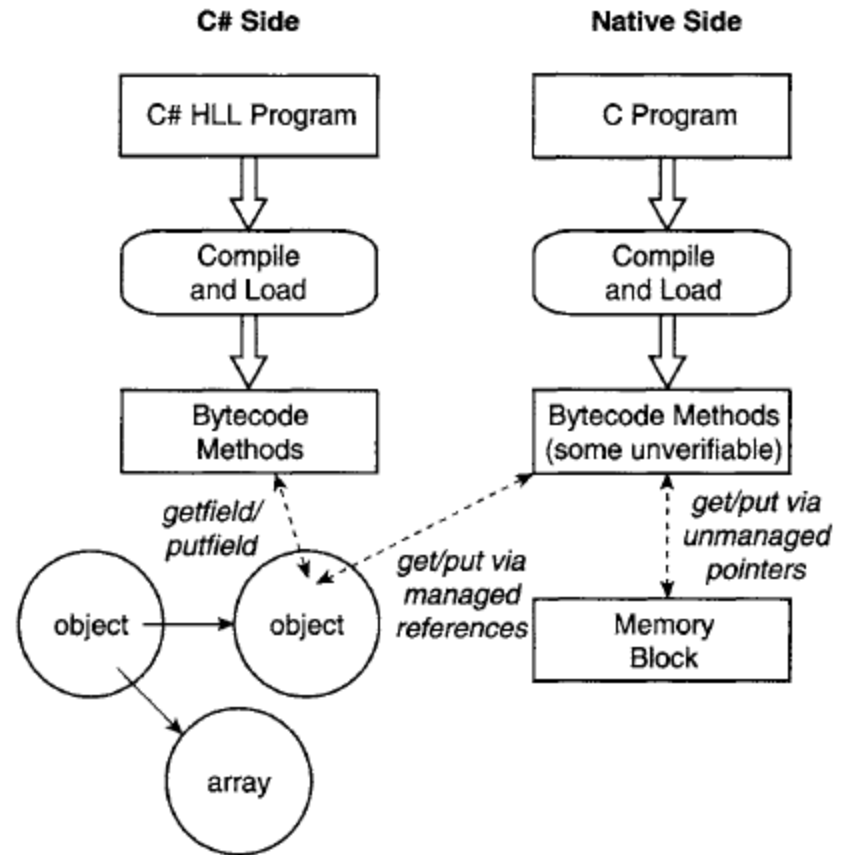 C# Side
Native Side
C# HLL Program
C Program
Compile
and Load
Compile
and Load
Bytecode
Methods
Bytecode Methods
(some unverifiable)
getfield/
putfield
get/put via
managed
references
get/put via
unmanaged
pointers
object
object
Memory
Block
array